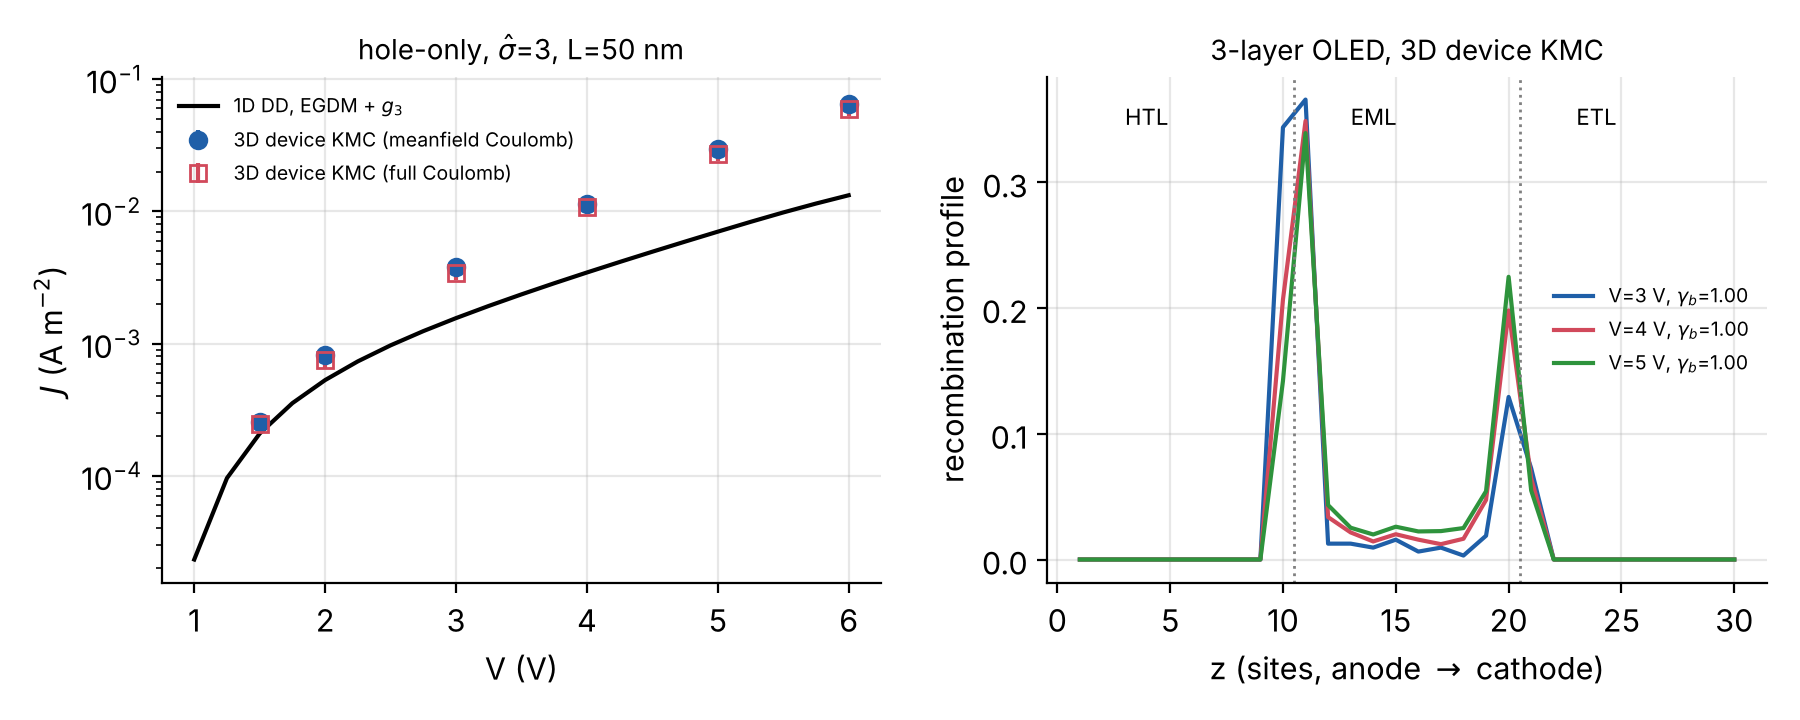 hole-only, σ̂=3, L=50 nm
10⁻¹
10⁻²
10⁻³
10⁻⁴
J (A m⁻²)
1D DD, EGDM + g₃
3D device KMC (meanfield Coulomb)
3D device KMC (full Coulomb)
1 2 3 4 5 6
V (V)
3-layer OLED, 3D device KMC
HTL EML ETL
0.3
0.2
0.1
0.0
recombination profile
V=3 V, γ_b=1.00
V=4 V, γ_b=1.00
V=5 V, γ_b=1.00
0 5 10 15 20 25 30
z (sites, anode → cathode)